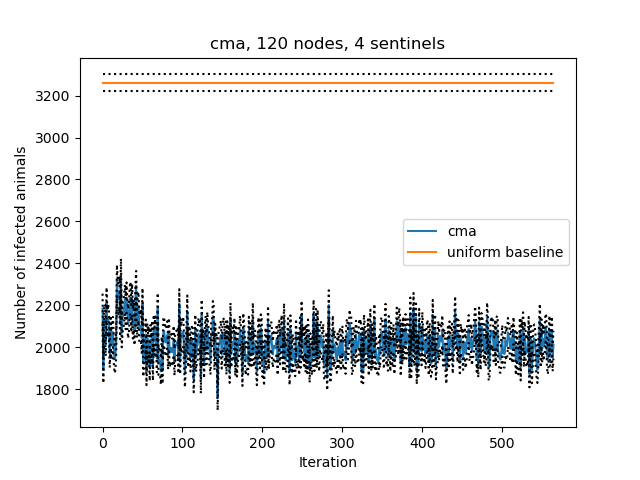 cma, 120 nodes, 4 sentinels
Number of infected animals
3200
3000
2800
2600
2400
2200
2000
1800
cma
uniform baseline
0
100
200
300
400
500
Iteration